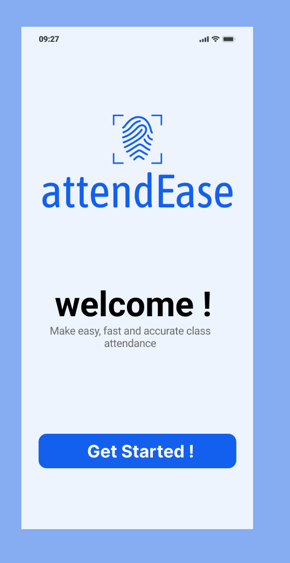 09:27
attendEase
welcome !
Make easy, fast and accurate class
attendance
Get Started !